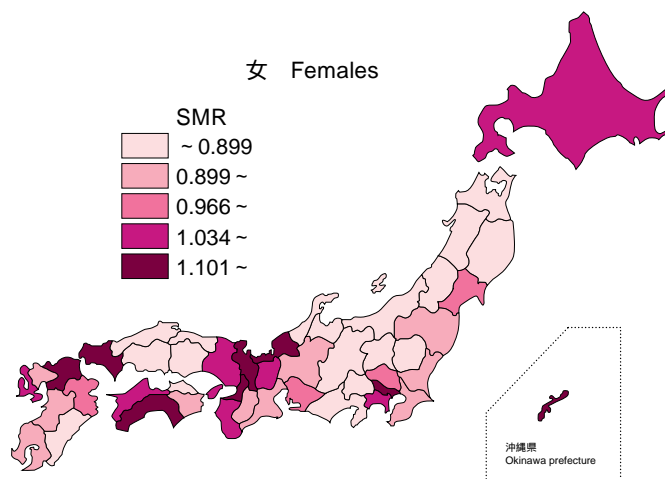 女 Females
SMR
~ 0.899
0.899 ~
0.966 ~
1.034 ~
1.101 ~
沖縄県
Okinawa prefecture